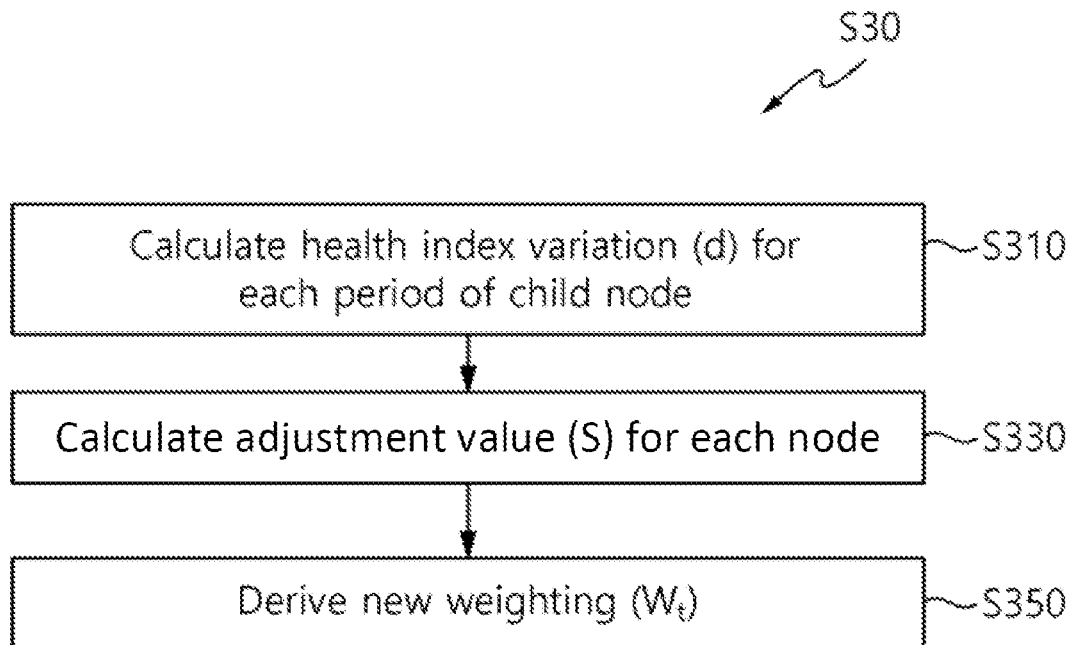 S30
Calculate health index variation (d) for
each period of child node
S310
Calculate adjustment value (S) for each node
S330
Derive new weighting (Wₜ)
S350